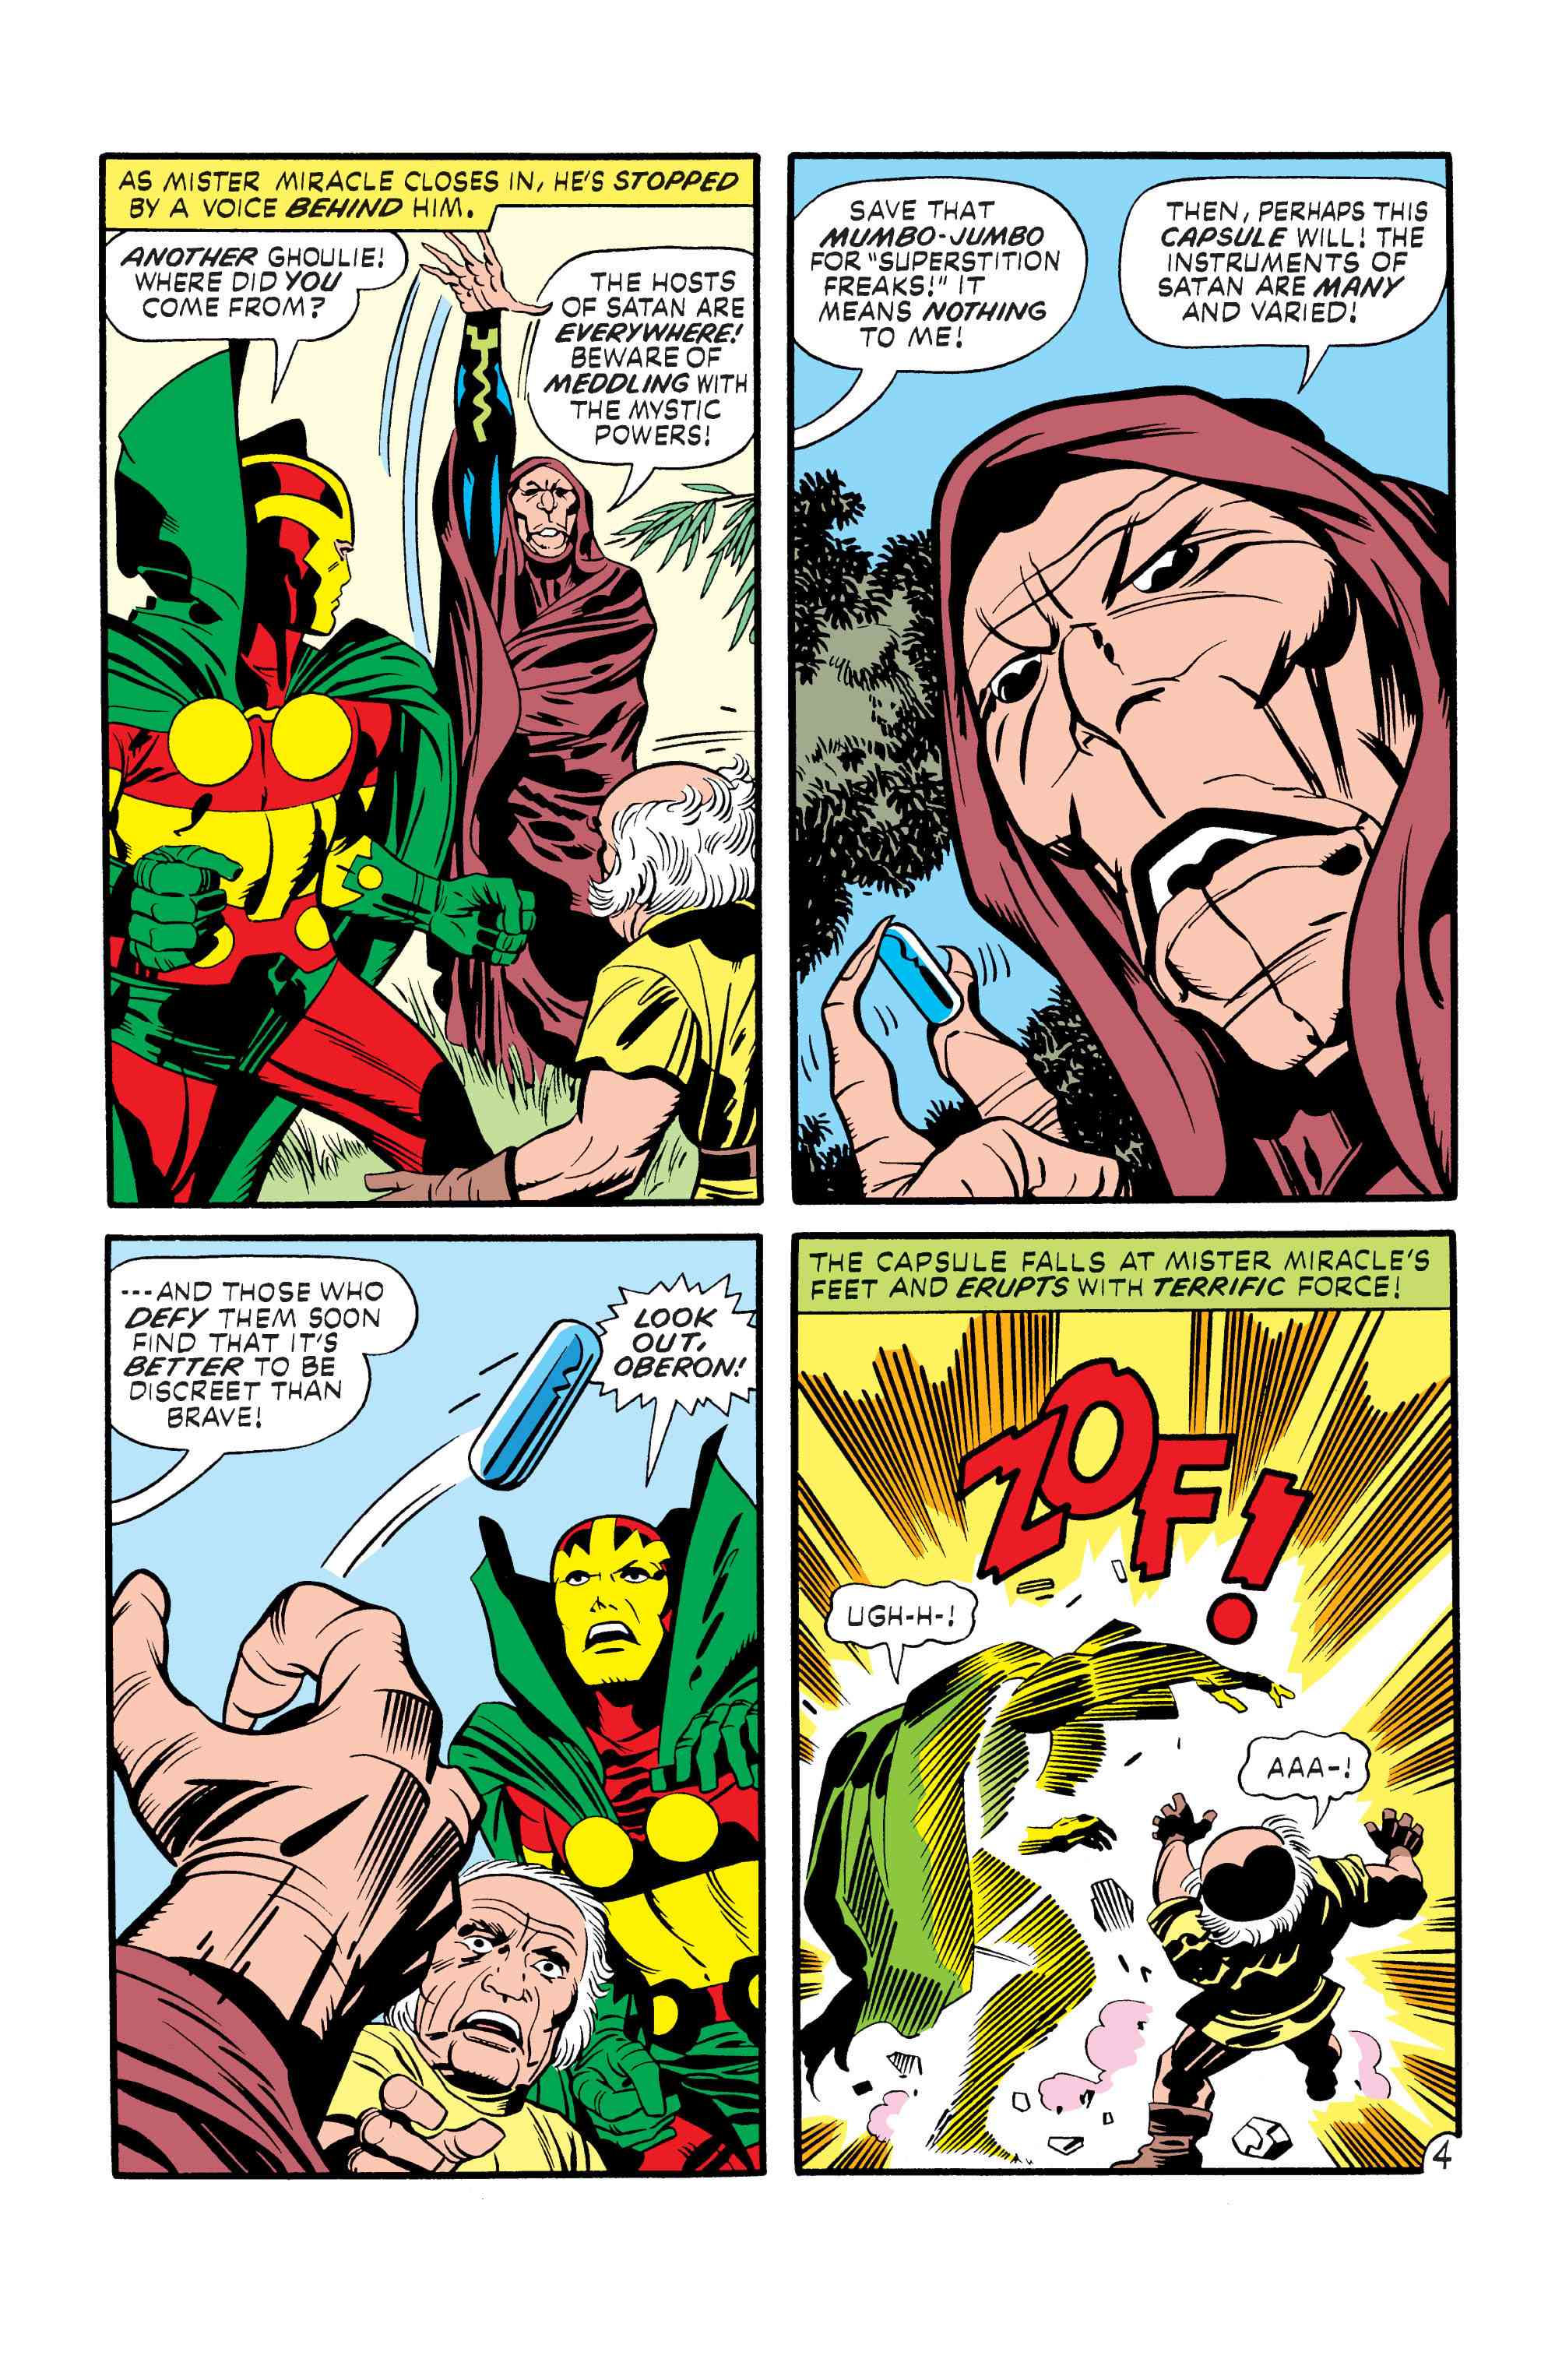 AS MISTER MIRACLE CLOSES IN, HE'S STOPPED
BY A VOICE BEHIND HIM.
ANOTHER GHOULIE!
WHERE DID YOU
COME FROM?
THE HOSTS
OF SATAN ARE
EVERYWHERE!
BEWARE OF
MEDDLING WITH
THE MYSTIC
POWERS!
SAVE THAT
MUMBO-JUMBO
FOR "SUPERSTITION
FREAKS!" IT
MEANS NOTHING
TO ME!
THEN, PERHAPS THIS
CAPSULE WILL! THE
INSTRUMENTS OF
SATAN ARE MANY
AND VARIED!
---AND THOSE WHO
DEFY THEM SOON
FIND THAT IT'S
BETTER TO BE
DISCREET THAN
BRAVE!
LOOK
OUT,
OBERON!
THE CAPSULE FALLS AT MISTER MIRACLE'S
FEET AND ERUPTS WITH TERRIFIC FORCE!
ZOF!
UGH-H-!
AAA-!
4